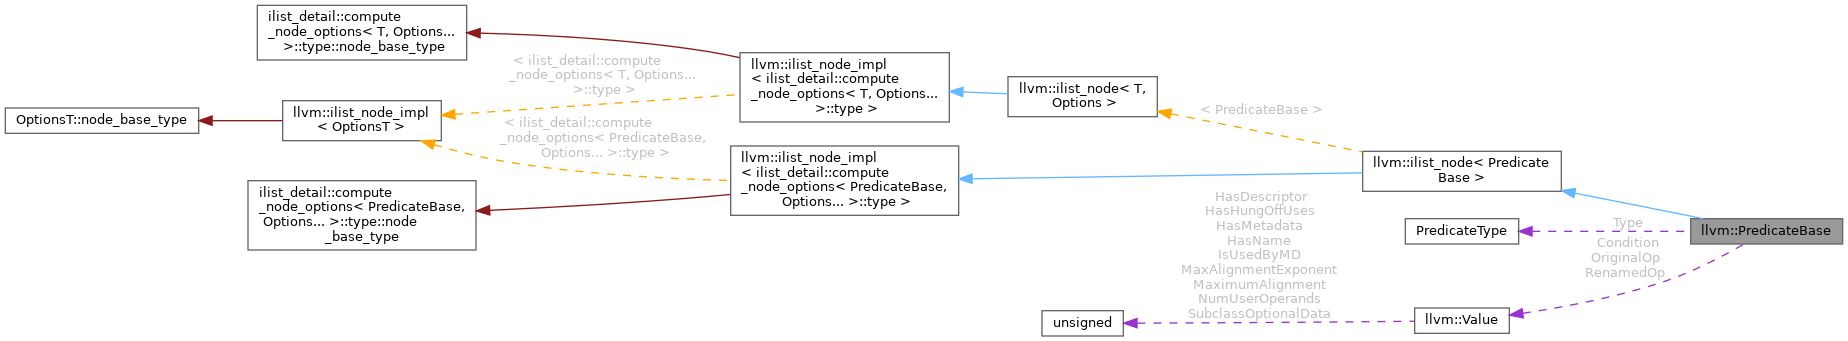 ilist_detail::compute
_node_options< T, Options...
>::type::node_base_type
< ilist_detail::compute
_node_options< T, Options...
>::type >
llvm::ilist_node_impl
< ilist_detail::compute
_node_options< T, Options...
>::type >
llvm::ilist_node< T,
Options >
< PredicateBase >
OptionsT::node_base_type
llvm::ilist_node_impl
< OptionsT >
< ilist_detail::compute
_node_options< PredicateBase,
Options... >::type >
llvm::ilist_node_impl
< ilist_detail::compute
_node_options< PredicateBase,
Options... >::type >
llvm::ilist_node< Predicate
Base >
ilist_detail::compute
_node_options< PredicateBase,
Options... >::type::node
_base_type
HasDescriptor
HasHungOffUses
HasMetadata
HasName
IsUsedByMD
MaxAlignmentExponent
MaximumAlignment
NumUserOperands
SubclassOptionalData
PredicateType
Type
Condition
OriginalOp
RenamedOp
llvm::PredicateBase
unsigned
llvm::Value